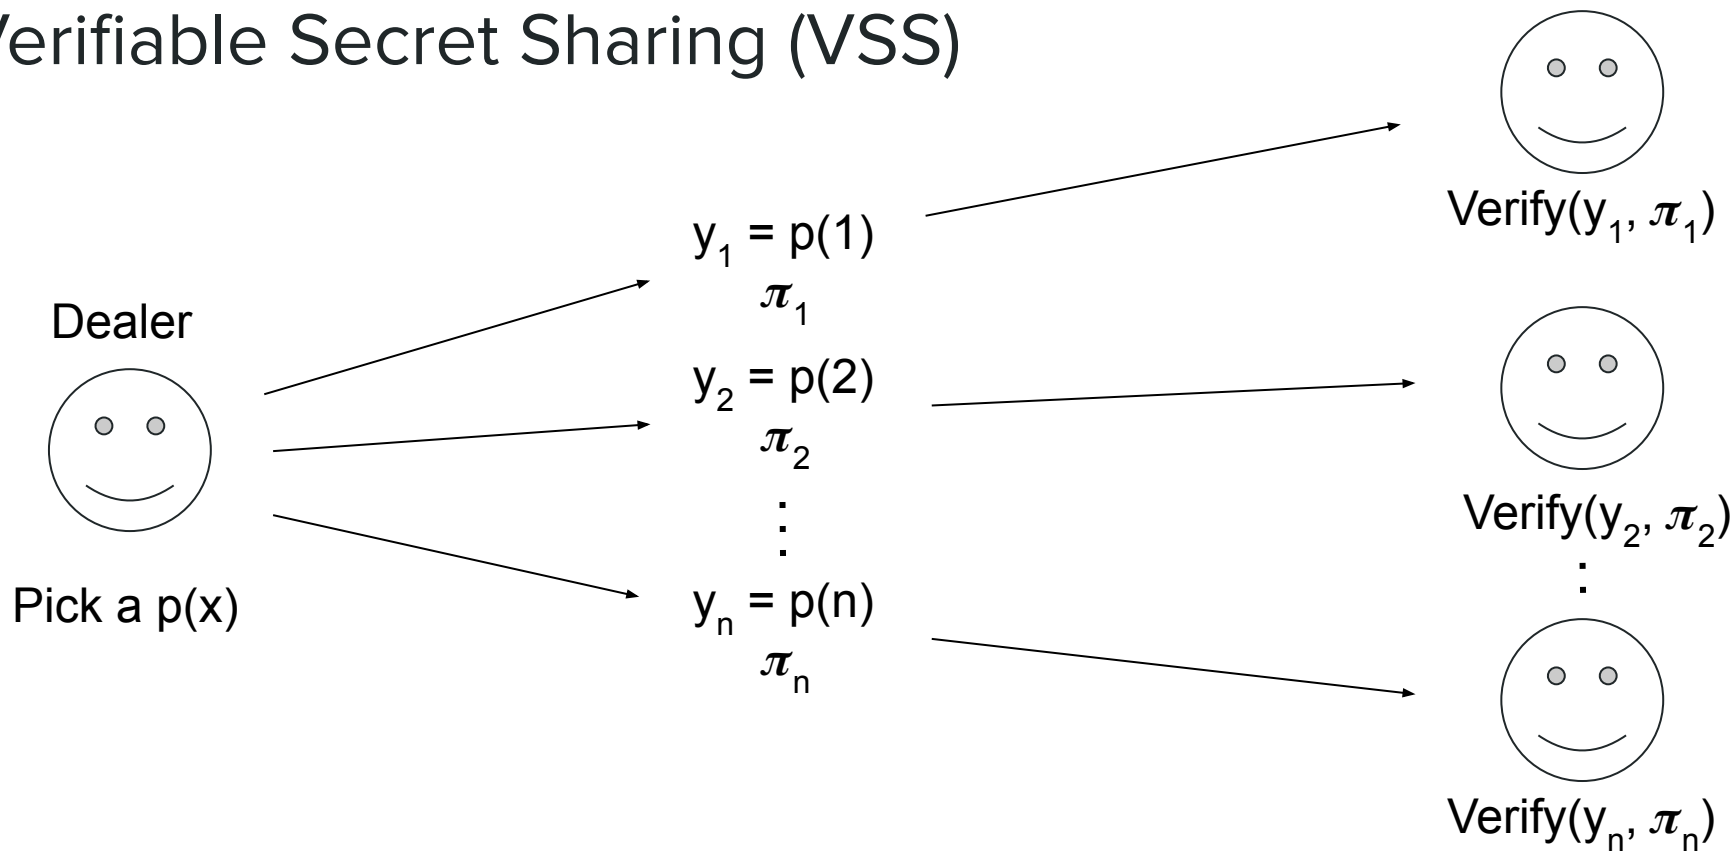 Verifiable Secret Sharing (VSS)
Dealer
Pick a p(x)
y₁ = p(1)
π₁
y₂ = p(2)
π₂
⋮
yₙ = p(n)
πₙ
Verify(y₁, π₁)
Verify(y₂, π₂)
:
Verify(yₙ, πₙ)